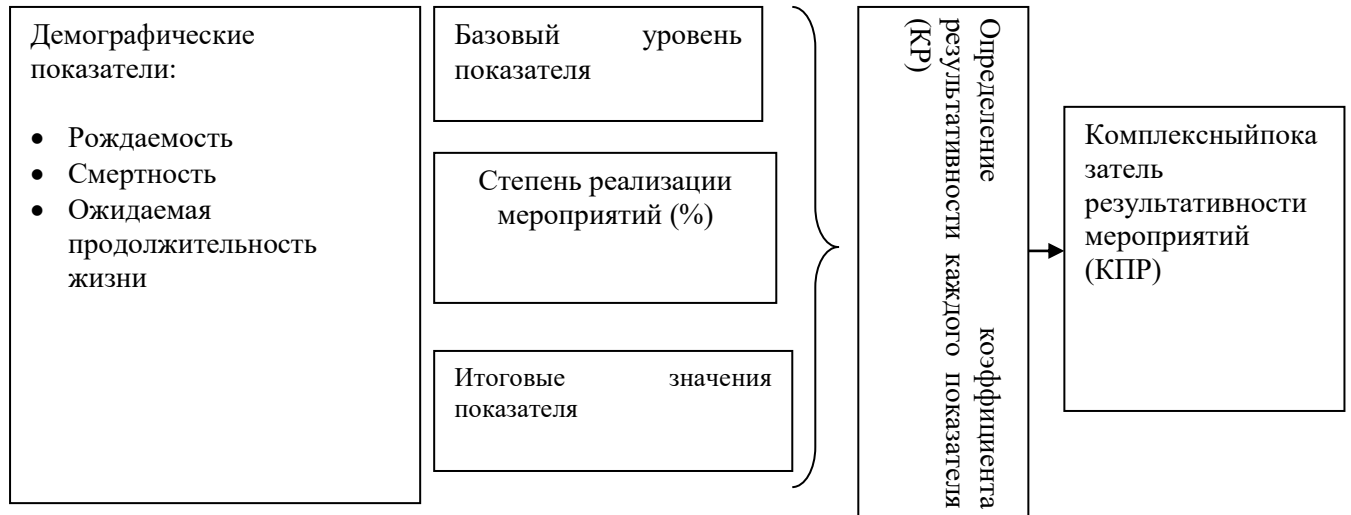 Демографические
показатели:
• Рождаемость
• Смертность
• Ожидаемая
продолжительность
жизни
Базовый уровень
показателя
Степень реализации
мероприятий (%)
Итоговые значения
показателя
Определение коэффициента
результативности каждого показателя
(КР)
Комплексныйпока
затель
результативности
мероприятий
(КПР)